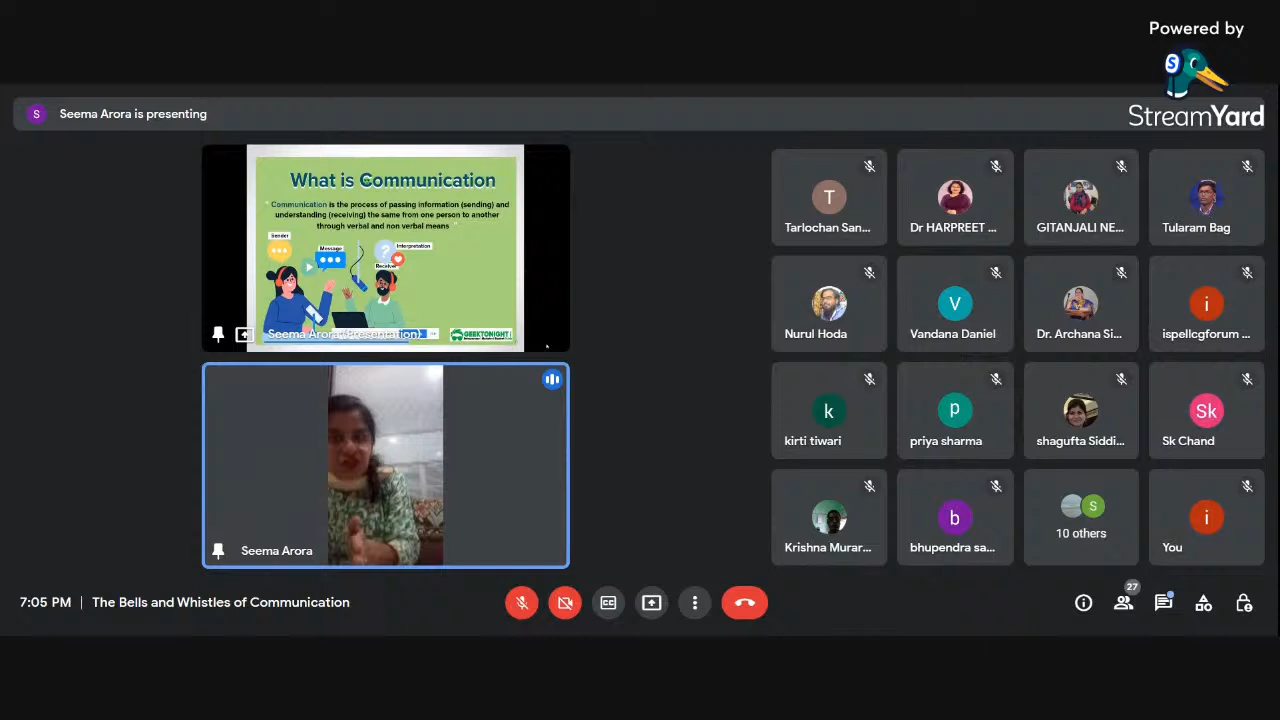 Powered by
StreamYard
S
Seema Arora is presenting
What is Communication
Communication is the process of passing information (sending) and
understanding (receiving) the same from one person to another
through verbal and non verbal means
Sender
Message
Interpretation
Receiver
Seema Arora (Presentation)
GEEKTONIGHT
Seema Arora
T
Tarlochan San...
Dr HARPREET ...
GITANJALI NE...
Tularam Bag
Nurul Hoda
V
Vandana Daniel
Dr. Archana Si...
i
ispellcgforum ...
k
kirti tiwari
p
priya sharma
shagufta Siddi...
Sk
Sk Chand
Krishna Murar...
b
bhupendra sa...
S
10 others
i
You
7:05 PM | The Bells and Whistles of Communication
CC
27